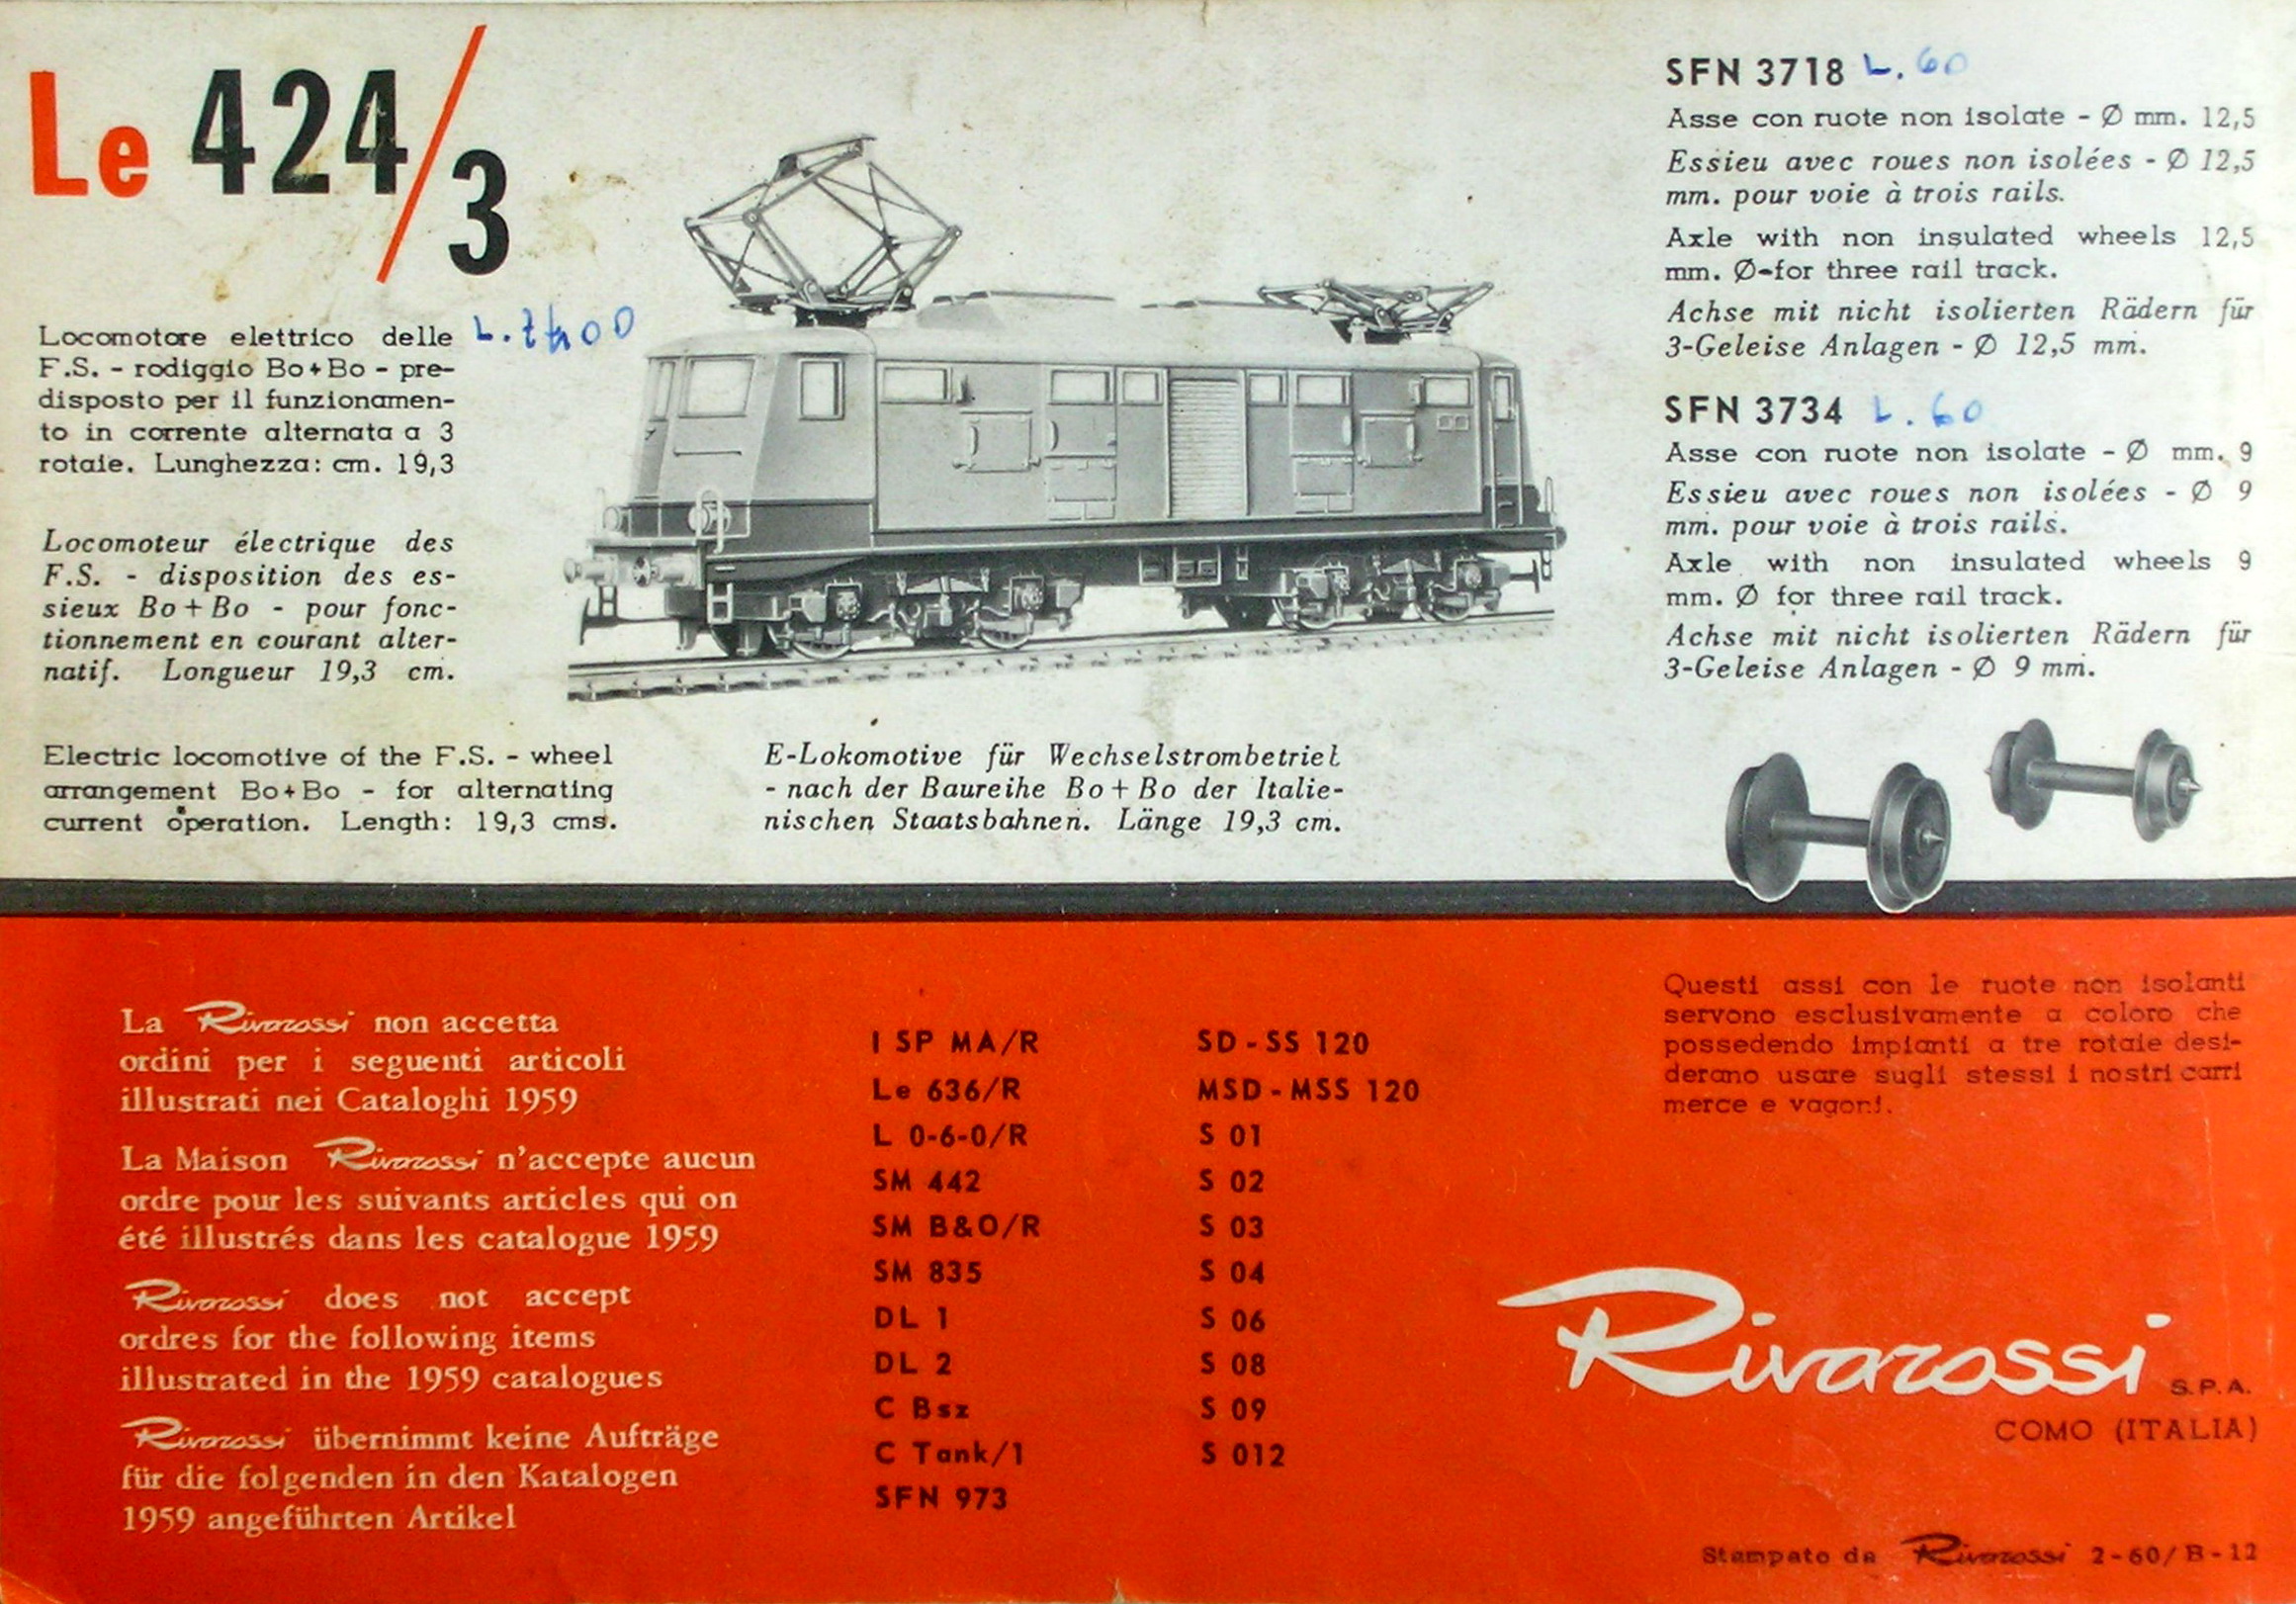 Le 424/3
L. 7400
Locomotore elettrico delle
F.S. - rodiggio Bo+Bo - pre-
disposto per il funzionamen-
to in corrente alternata a 3
rotaie. Lunghezza: cm. 19,3
Locomoteur électrique des
F.S. - disposition des es-
sieux Bo+Bo - pour fonc-
tionnement en courant alter-
natif. Longueur 19,3 cm.
Electric locomotive of the F.S. - wheel
arrangement Bo+Bo - for alternating
current operation. Length: 19,3 cms.
E-Lokomotive für Wechselstrombetriel
- nach der Baureihe Bo+Bo der Italie-
nischen Staatsbahnen. Länge 19,3 cm.
SFN 3718 L. 60
Asse con ruote non isolate - Ø mm. 12,5
Essieu avec roues non isolées - Ø 12,5
mm. pour voie à trois rails.
Axle with non insulated wheels 12,5
mm. Ø-for three rail track.
Achse mit nicht isolierten Rädern für
3-Geleise Anlagen - Ø 12,5 mm.
SFN 3734 L. 60
Asse con ruote non isolate - Ø mm. 9
Essieu avec roues non isolées - Ø 9
mm. pour voie à trois rails.
Axle with non insulated wheels 9
mm. Ø for three rail track.
Achse mit nicht isolierten Rädern für
3-Geleise Anlagen - Ø 9 mm.
La Rivarossi non accetta
ordini per i seguenti articoli
illustrati nei Cataloghi 1959
La Maison Rivarossi n'accepte aucun
ordre pour les suivants articles qui on
été illustrés dans les catalogue 1959
Rivarossi does not accept
ordres for the following items
illustrated in the 1959 catalogues
Rivarossi übernimmt keine Aufträge
für die folgenden in den Katalogen
1959 angeführten Artikel
I SP MA/R
Le 636/R
L 0-6-0/R
SM 442
SM B&O/R
SM 835
DL 1
DL 2
C Bsz
C Tank/1
SFN 973
SD - SS 120
MSD - MSS 120
S 01
S 02
S 03
S 04
S 06
S 08
S 09
S 012
Questi assi con le ruote non isolanti
servono esclusivamente a coloro che
possedendo impianti a tre rotaie desi-
derano usare sugli stessi i nostri carri
merce e vagoni.
Rivarossi S.P.A.
COMO (ITALIA)
Stampato da Rivarossi 2-60/B-12